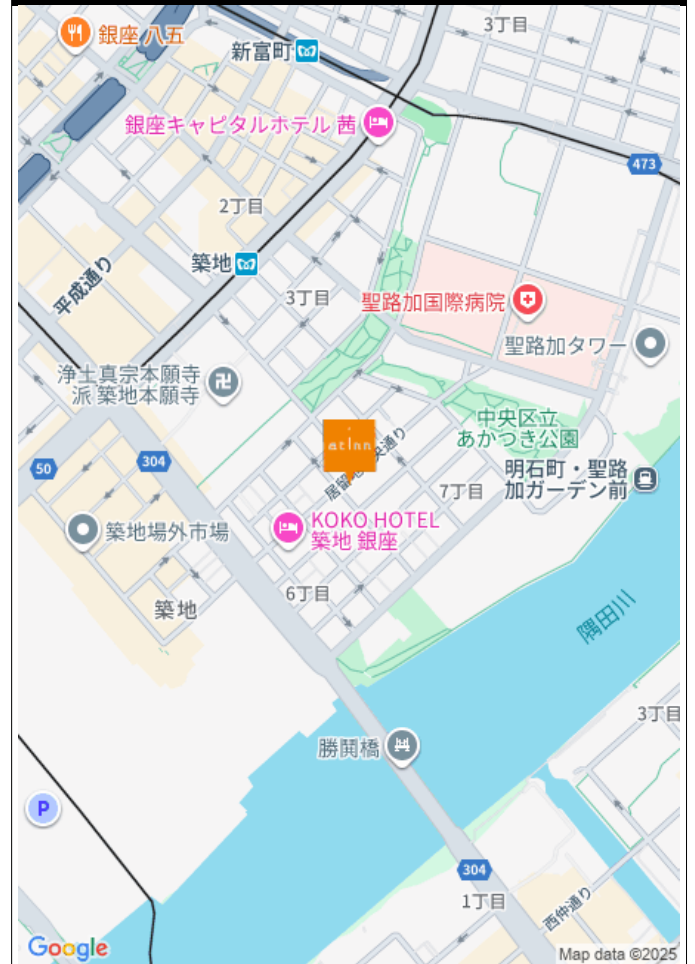 3丁目
銀座 八五
新富町
銀座キャピタルホテル 茜
473
2丁目
築地
平成通り
3丁目
聖路加国際病院
聖路加タワー
浄土真宗本願寺
派 築地本願寺
中央区立
あかつき公園
atinn
304
50
明石町・聖路
加ガーデン前
7丁目
KOKO HOTEL
築地 銀座
築地場外市場
6丁目
築地
隅田川
3丁目
勝鬨橋
P
304
1丁目
西仲通り
Google
Map data ©2025